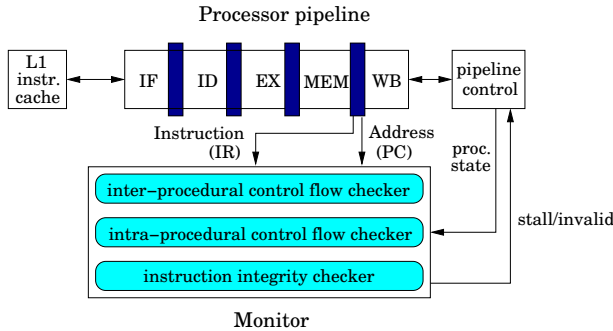 Processor pipeline
L1
instr.
cache
IF
ID
EX
MEM
WB
pipeline
control
Instruction
(IR)
Address
(PC)
proc.
state
stall/invalid
inter−procedural control flow checker
intra−procedural control flow checker
instruction integrity checker
Monitor